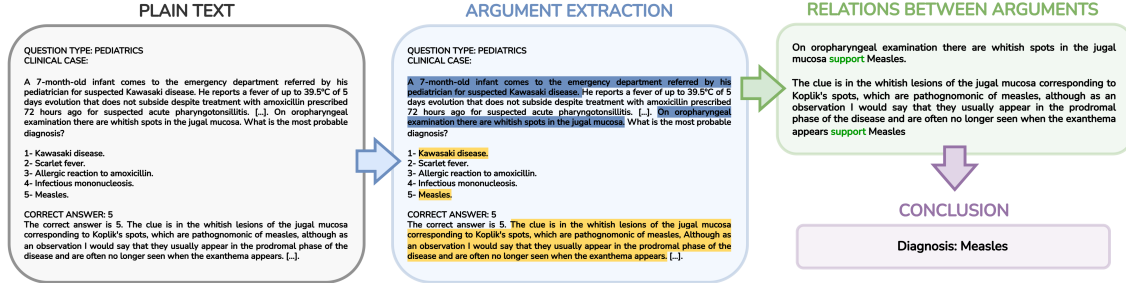 PLAIN TEXT
QUESTION TYPE: PEDIATRICS
CLINICAL CASE:
A 7-month-old infant comes to the emergency department referred by his
pediatrician for suspected Kawasaki disease. He reports a fever of up to 39.5°C of 5
days evolution that does not subside despite treatment with amoxicillin prescribed
72 hours ago for suspected acute pharyngotonsillitis. [...]. On oropharyngeal
examination there are whitish spots in the jugal mucosa. What is the most probable
diagnosis?
1- Kawasaki disease.
2- Scarlet fever.
3- Allergic reaction to amoxicillin.
4- Infectious mononucleosis.
5- Measles.
CORRECT ANSWER: 5
The correct answer is 5. The clue is in the whitish lesions of the jugal mucosa
corresponding to Koplik's spots, which are pathognomonic of measles, although as
an observation I would say that they usually appear in the prodromal phase of the
disease and are often no longer seen when the exanthema appears. [...].
ARGUMENT EXTRACTION
QUESTION TYPE: PEDIATRICS
CLINICAL CASE:
A 7-month-old infant comes to the emergency department referred by his
pediatrician for suspected Kawasaki disease. He reports a fever of up to 39.5°C of 5
days evolution that does not subside despite treatment with amoxicillin prescribed
72 hours ago for suspected acute pharyngotonsillitis. [...]. On oropharyngeal
examination there are whitish spots in the jugal mucosa. What is the most probable
diagnosis?
1- Kawasaki disease.
2- Scarlet fever.
3- Allergic reaction to amoxicillin.
4- Infectious mononucleosis.
5- Measles.
CORRECT ANSWER: 5
The correct answer is 5. The clue is in the whitish lesions of the jugal mucosa
corresponding to Koplik's spots, which are pathognomonic of measles, Although as
an observation I would say that they usually appear in the prodromal phase of the
disease and are often no longer seen when the exanthema appears. [...].
RELATIONS BETWEEN ARGUMENTS
On oropharyngeal examination there are whitish spots in the jugal
mucosa support Measles.
The clue is in the whitish lesions of the jugal mucosa corresponding to
Koplik's spots, which are pathognomonic of measles, although as an
observation I would say that they usually appear in the prodromal
phase of the disease and are often no longer seen when the exanthema
appears support Measles
CONCLUSION
Diagnosis: Measles